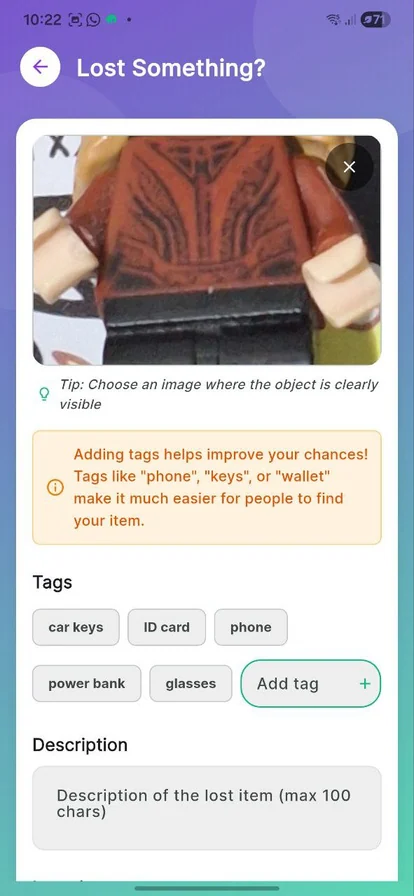 10:22
71
Lost Something?
Tip: Choose an image where the object is clearly
visible
Adding tags helps improve your chances!
Tags like "phone", "keys", or "wallet"
make it much easier for people to find
your item.
Tags
car keys
ID card
phone
power bank
glasses
Add tag +
Description
Description of the lost item (max 100
chars)